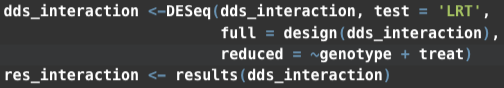 dds_interaction <-DESeq(dds_interaction, test = 'LRT',
full = design(dds_interaction),
reduced = ~genotype + treat)
res_interaction <- results(dds_interaction)